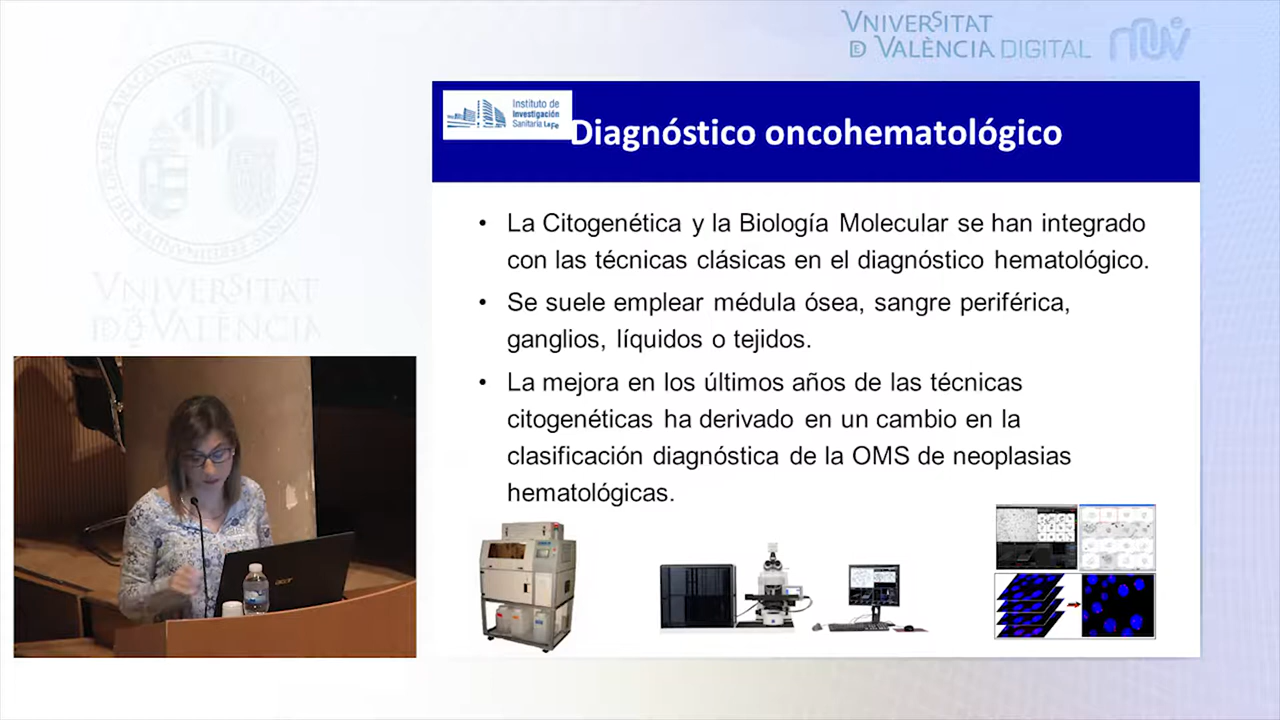 VNIVERSITAT
DE VALÈNCIA DIGITAL
Instituto de
Investigación
Sanitaria La Fe
Diagnóstico oncohematológico
• La Citogenética y la Biología Molecular se han integrado
con las técnicas clásicas en el diagnóstico hematológico.
• Se suele emplear médula ósea, sangre periférica,
ganglios, líquidos o tejidos.
• La mejora en los últimos años de las técnicas
citogenéticas ha derivado en un cambio en la
clasificación diagnóstica de la OMS de neoplasias
hematológicas.
VNIVERSITAT
DE VALÈNCIA
acer